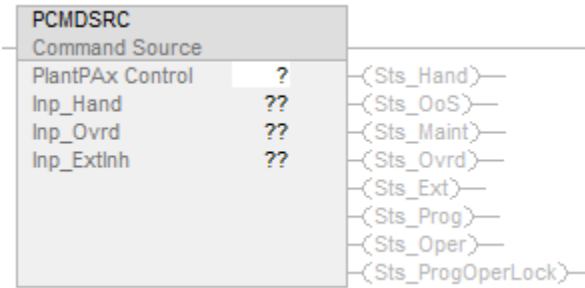 PCMDSRC
Command Source
PlantPAx Control ? (Sts_Hand)
Inp_Hand ?? (Sts_OoS)
Inp_Ovrd ?? (Sts_Maint)
Inp_ExtInh ?? (Sts_Ovrd)
(Sts_Ext)
(Sts_Prog)
(Sts_Oper)
(Sts_ProgOperLock)